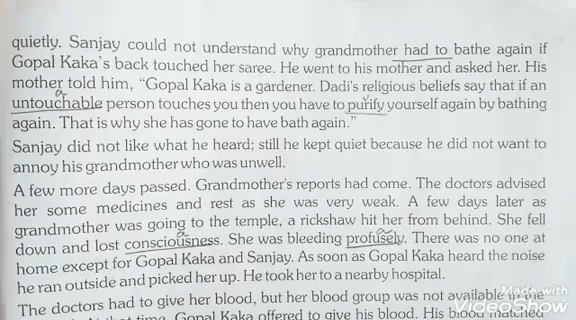 quietly. Sanjay could not understand why grandmother had to bathe again if
Gopal Kaka's back touched her saree. He went to his mother and asked her. His
mother told him, "Gopal Kaka is a gardener. Dadi's religious beliefs say that if an
untouchable person touches you then you have to purify yourself again by bathing
again. That is why she has gone to have bath again."
Sanjay did not like what he heard; still he kept quiet because he did not want to
annoy his grandmother who was unwell.
A few more days passed. Grandmother's reports had come. The doctors advised
her some medicines and rest as she was very weak. A few days later as
grandmother was going to the temple, a rickshaw hit her from behind. She fell
down and lost consciousness. She was bleeding profusely. There was no one at
home except for Gopal Kaka and Sanjay. As soon as Gopal Kaka heard the noise
he ran outside and picked her up. He took her to a nearby hospital.
The doctors had to give her blood, but her blood group was not available in the
time, Gopal Kaka offered to give his blood. His blood matched
Made with
VideoShow